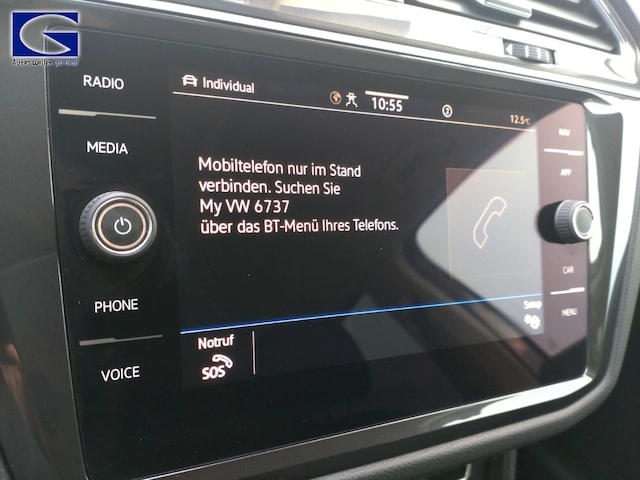 G
RADIO
MEDIA
PHONE
VOICE
Individual
10:55
2
12.5°C
Mobiltelefon nur im Stand
verbinden. Suchen Sie
My VW 6737
über das BT-Menü Ihres Telefons.
Notruf
SOS
Setup
NAV
APP
CAR
MENU